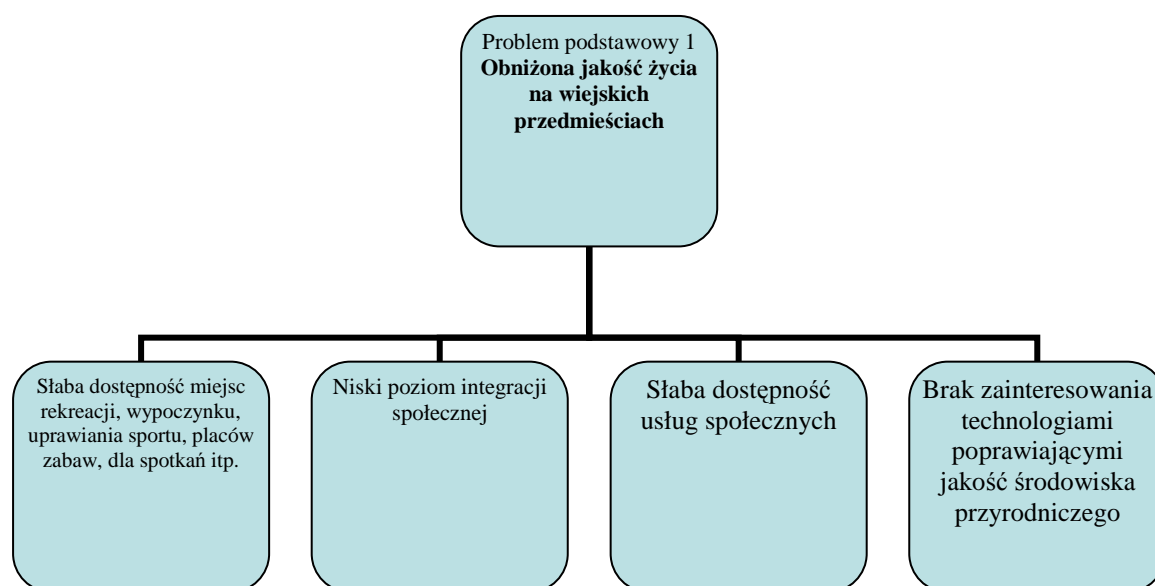 Problem podstawowy 1
Obniżona jakość życia
na wiejskich
przedmieściach
Słaba dostępność miejsc
rekreacji, wypoczynku,
uprawiania sportu, placów
zabaw, dla spotkań itp.
Niski poziom integracji
społecznej
Słaba dostępność
usług społecznych
Brak zainteresowania
technologiami
poprawiającymi
jakość środowiska
przyrodniczego